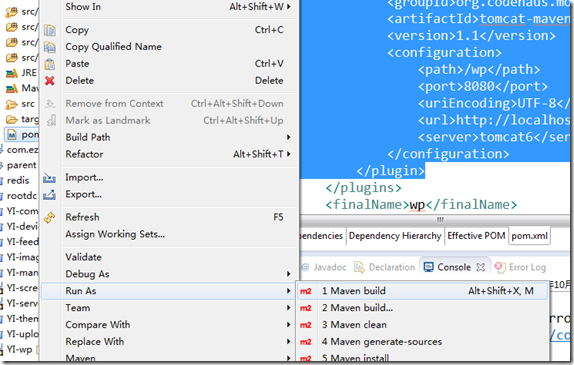 src/
src/
src/
src/
JRE
Mav
src
targ
pom
com.ez
parent
redis
rootdc
YI-com
YI-devi
YI-feed
YI-imag
YI-man
YI-scre
YI-serv
YI-then
YI-uplo
YI-wp
Show In Alt+Shift+W
Copy Ctrl+C
Copy Qualified Name
Paste Ctrl+V
Delete Delete
Remove from Context Ctrl+Alt+Shift+Down
Mark as Landmark Ctrl+Alt+Shift+Up
Build Path
Refactor Alt+Shift+T
Import...
Export...
Refresh F5
Assign Working Sets...
Validate
Debug As
Run As
Team
Compare With
Replace With
Maven
1 Maven build Alt+Shift+X, M
2 Maven build...
3 Maven clean
4 Maven generate-sources
5 Maven install
<groupId>org.codehaus.mo
<artifactId>tomcat-maven
<version>1.1</version>
<configuration>
<path>/wp</path>
<port>8080</port>
<uriEncoding>UTF-8</
<url>http://localhos
<server>tomcat6</ser
</configuration>
</plugin>
</plugins>
<finalName>wp</finalName>
pendencies Dependency Hierarchy Effective POM pom.xml
@ Javadoc Declaration Console Error Log
年10月
rro
/co